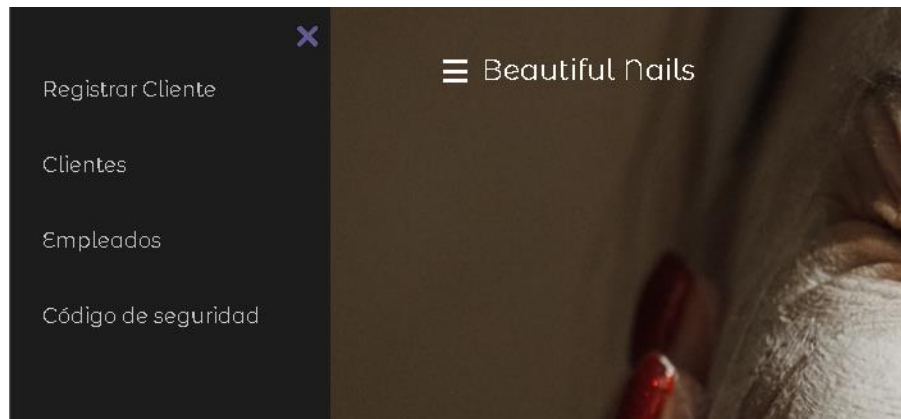 Registrar Cliente
Clientes
Empleados
Código de seguridad
Beautiful Nails